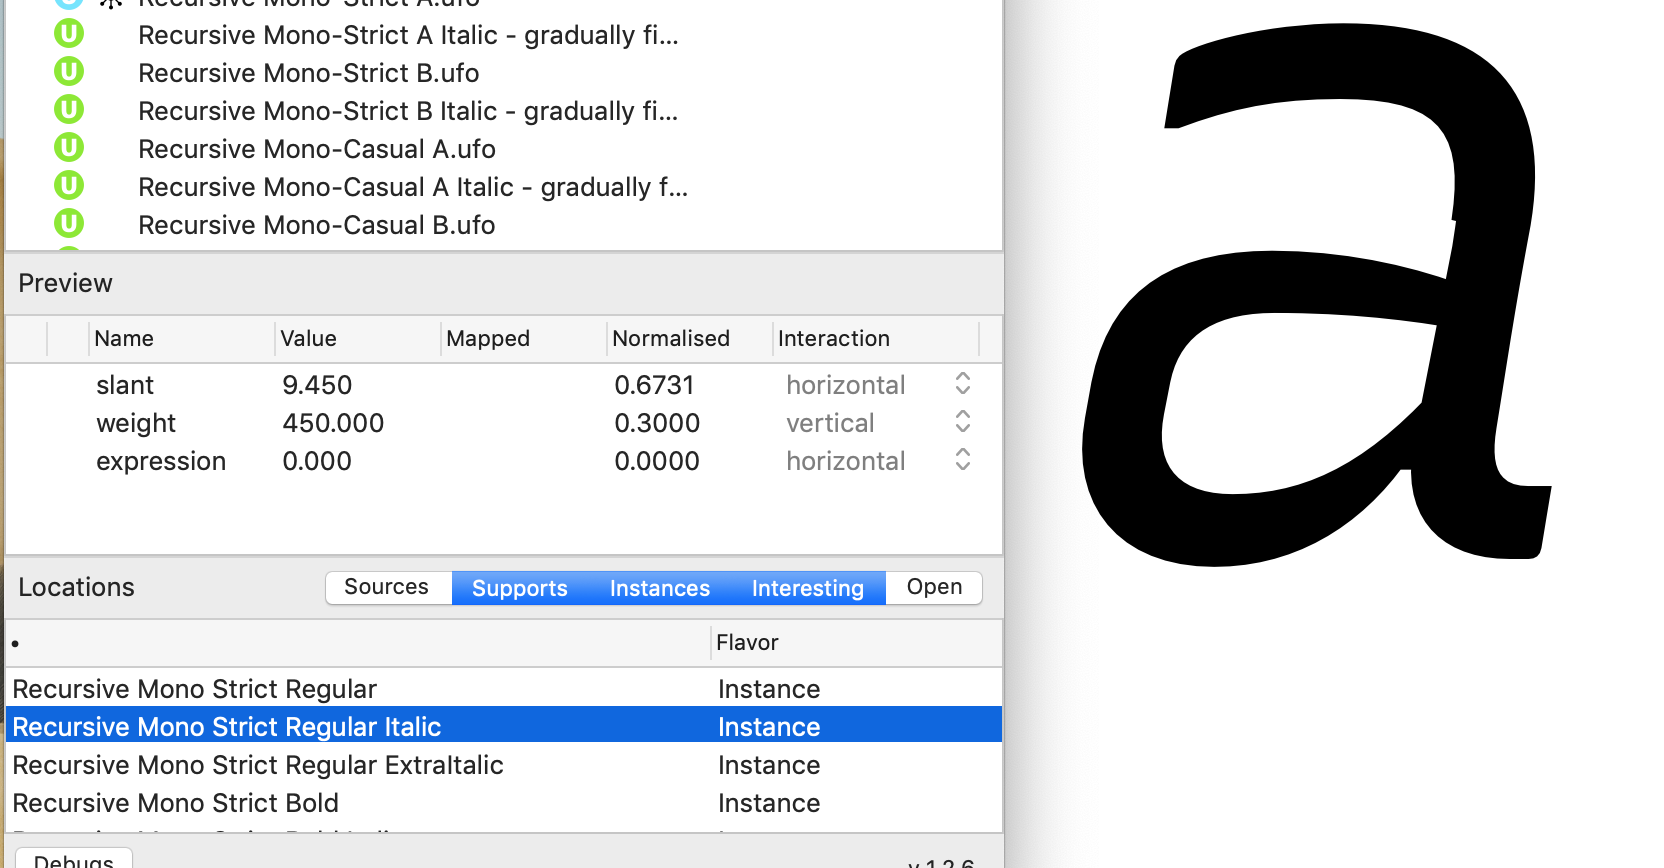 Recursive Mono-Strict A.ufo
U Recursive Mono-Strict A Italic - gradually fi...
U Recursive Mono-Strict B.ufo
U Recursive Mono-Strict B Italic - gradually fi...
U Recursive Mono-Casual A.ufo
U Recursive Mono-Casual A Italic - gradually f...
U Recursive Mono-Casual B.ufo
Preview
Name Value Mapped Normalised Interaction
slant 9.450 0.6731 horizontal
weight 450.000 0.3000 vertical
expression 0.000 0.0000 horizontal
Locations Sources Supports Instances Interesting Open
• Flavor
Recursive Mono Strict Regular Instance
Recursive Mono Strict Regular Italic Instance
Recursive Mono Strict Regular ExtraItalic Instance
Recursive Mono Strict Bold Instance
Debugs v 1.2.6
a